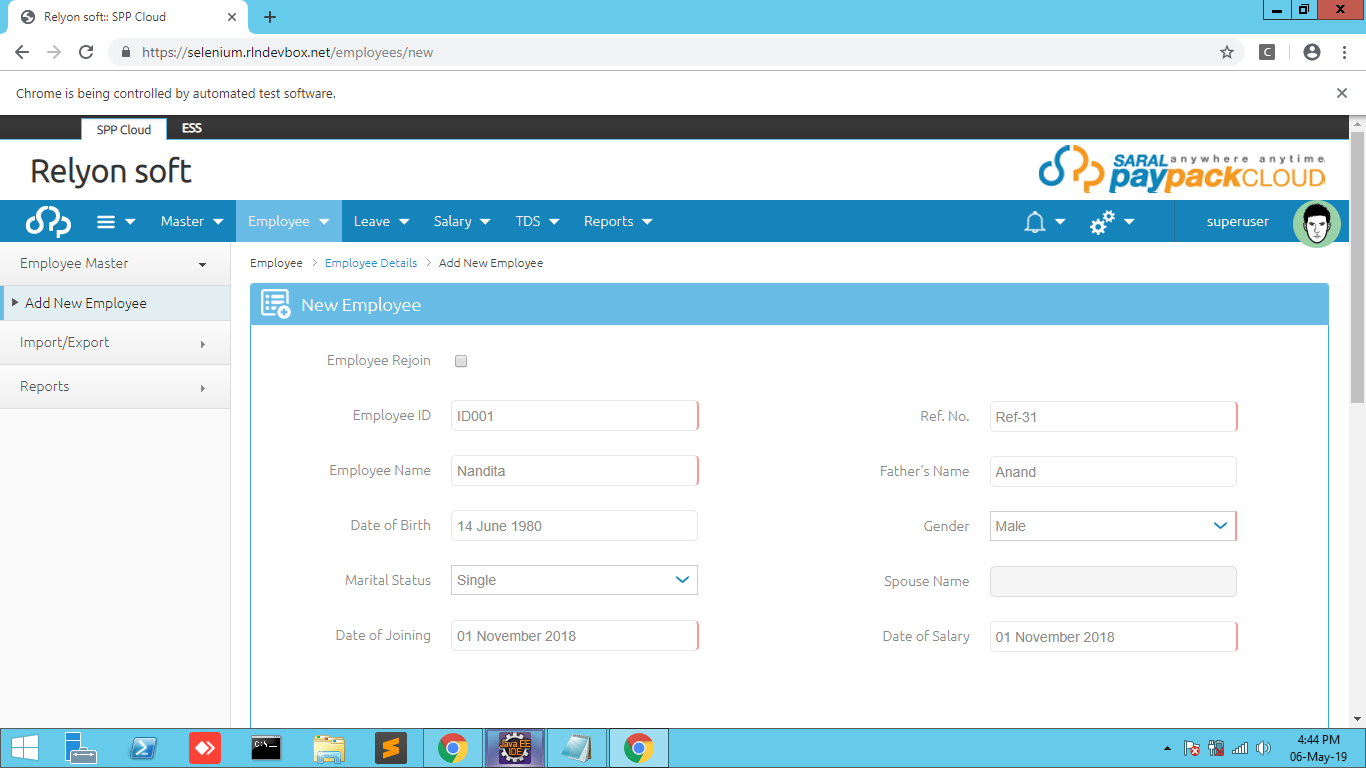 Relyon soft:: SPP Cloud
https://selenium.rlndevbox.net/employees/new
C
Chrome is being controlled by automated test software.
SPP Cloud ESS
Relyon soft
SARAL anywhere anytime
paypackCLOUD
Master Employee Leave Salary TDS Reports superuser
Employee Master
Add New Employee
Import/Export
Reports
Employee > Employee Details > Add New Employee
New Employee
Employee Rejoin
Employee ID ID001 Ref. No. Ref-31
Employee Name Nandita Father's Name Anand
Date of Birth 14 June 1980 Gender Male
Marital Status Single Spouse Name
Date of Joining 01 November 2018 Date of Salary 01 November 2018
C:\.
Java EE
IDE
4:44 PM
06-May-19